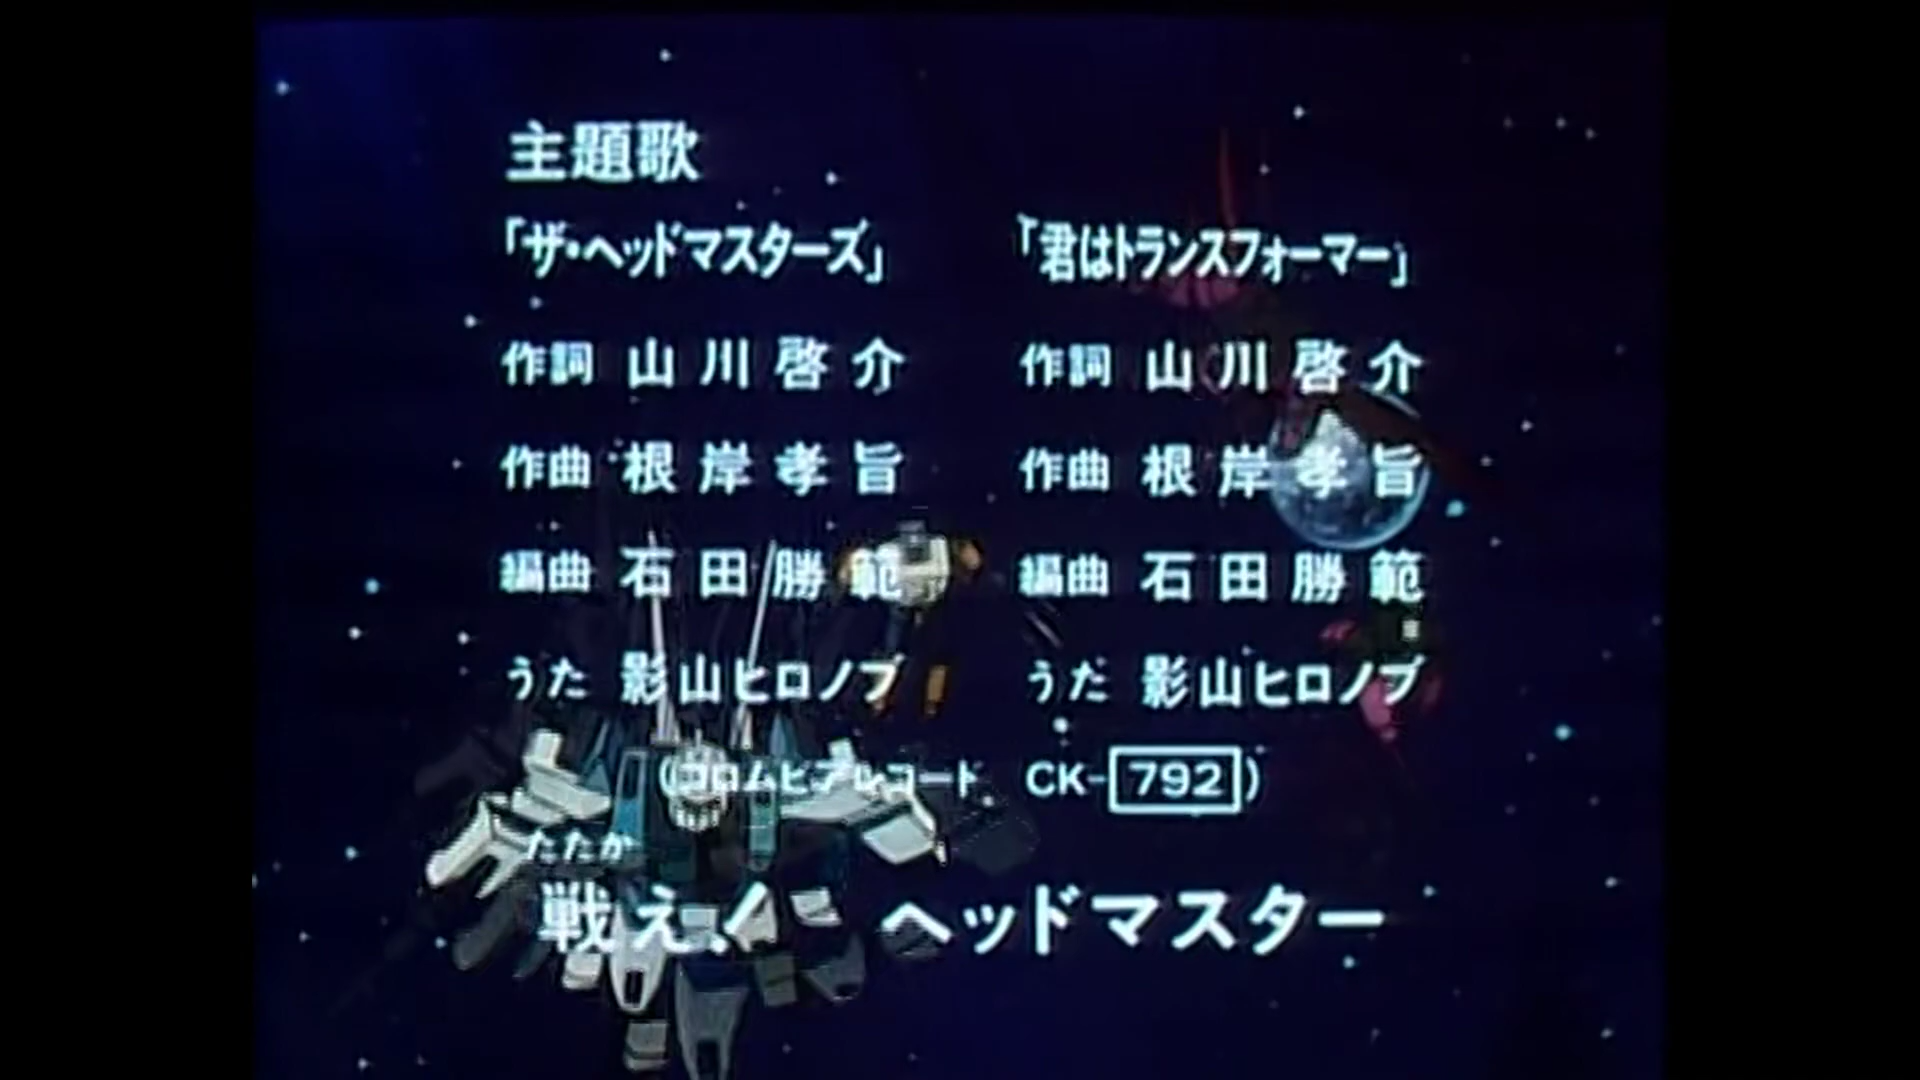 主題歌
「ザ・ヘッドマスターズ」 「君はトランスフォーマー」
作詞 山川啓介 作詞 山川啓介
作曲 根岸孝旨 作曲 根岸孝旨
編曲 石田勝範 編曲 石田勝範
うた 影山ヒロノブ うた 影山ヒロノブ
(コロムビアレコード CK-792)
たたか
戦え! ヘッドマスター